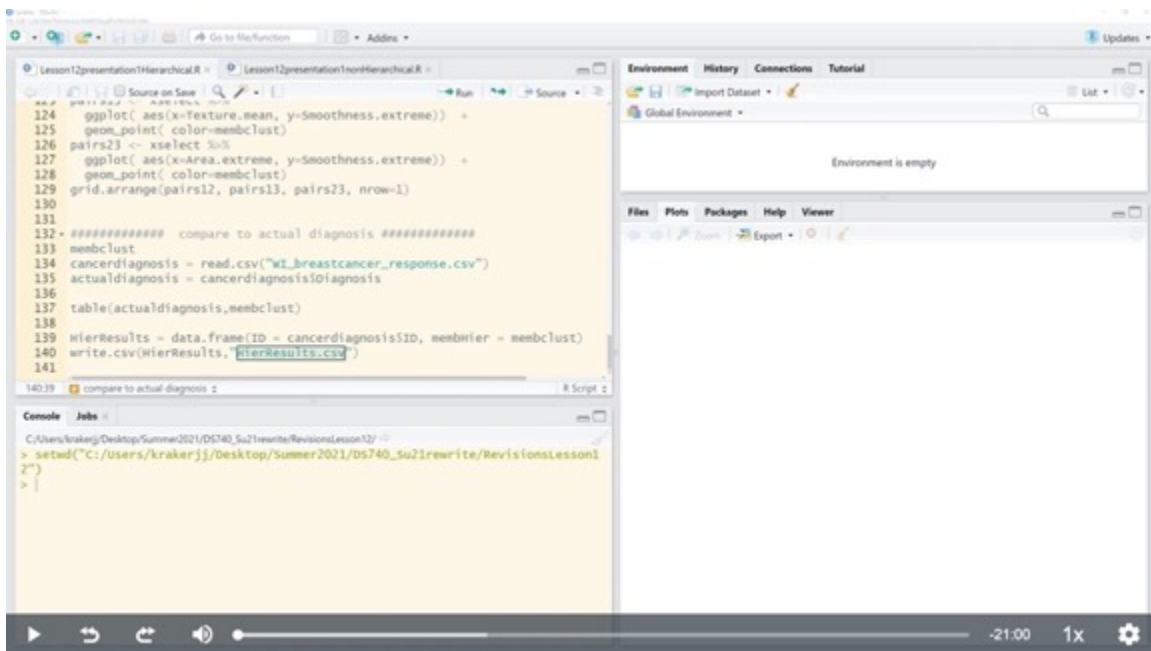 Go to file/function
Addins
Updates
Lesson12presentation1Hierarchical.R
Lesson12presentation1nonHierarchical.R
Source on Save
Run
Source
124 ggplot( aes(x=Texture.mean, y=Smoothness.extreme)) +
125 geom_point( color=membclust)
126 pairs23 <- xselect %>%
127 ggplot( aes(x=Area.extreme, y=Smoothness.extreme)) +
128 geom_point( color=membclust)
129 grid.arrange(pairs12, pairs13, pairs23, nrow=1)
130
131
132 ############# compare to actual diagnosis #############
133 membclust
134 cancerdiagnosis = read.csv("WI_breastcancer_response.csv")
135 actualdiagnosis = cancerdiagnosis$Diagnosis
136
137 table(actualdiagnosis,membclust)
138
139 HierResults = data.frame(ID = cancerdiagnosis$ID, membHier = membclust)
140 write.csv(HierResults,"HierResults.csv")
141
140:39 compare to actual diagnosis
R Script
Console Jobs
C:/Users/krakerjj/Desktop/Summer2021/DS740_Su21rewrite/RevisionsLesson12/
> setwd("C:/Users/krakerjj/Desktop/Summer2021/DS740_Su21rewrite/RevisionsLesson1
2")
>
Environment History Connections Tutorial
Import Dataset
List
Global Environment
Environment is empty
Files Plots Packages Help Viewer
Zoom Export
-21:00 1x